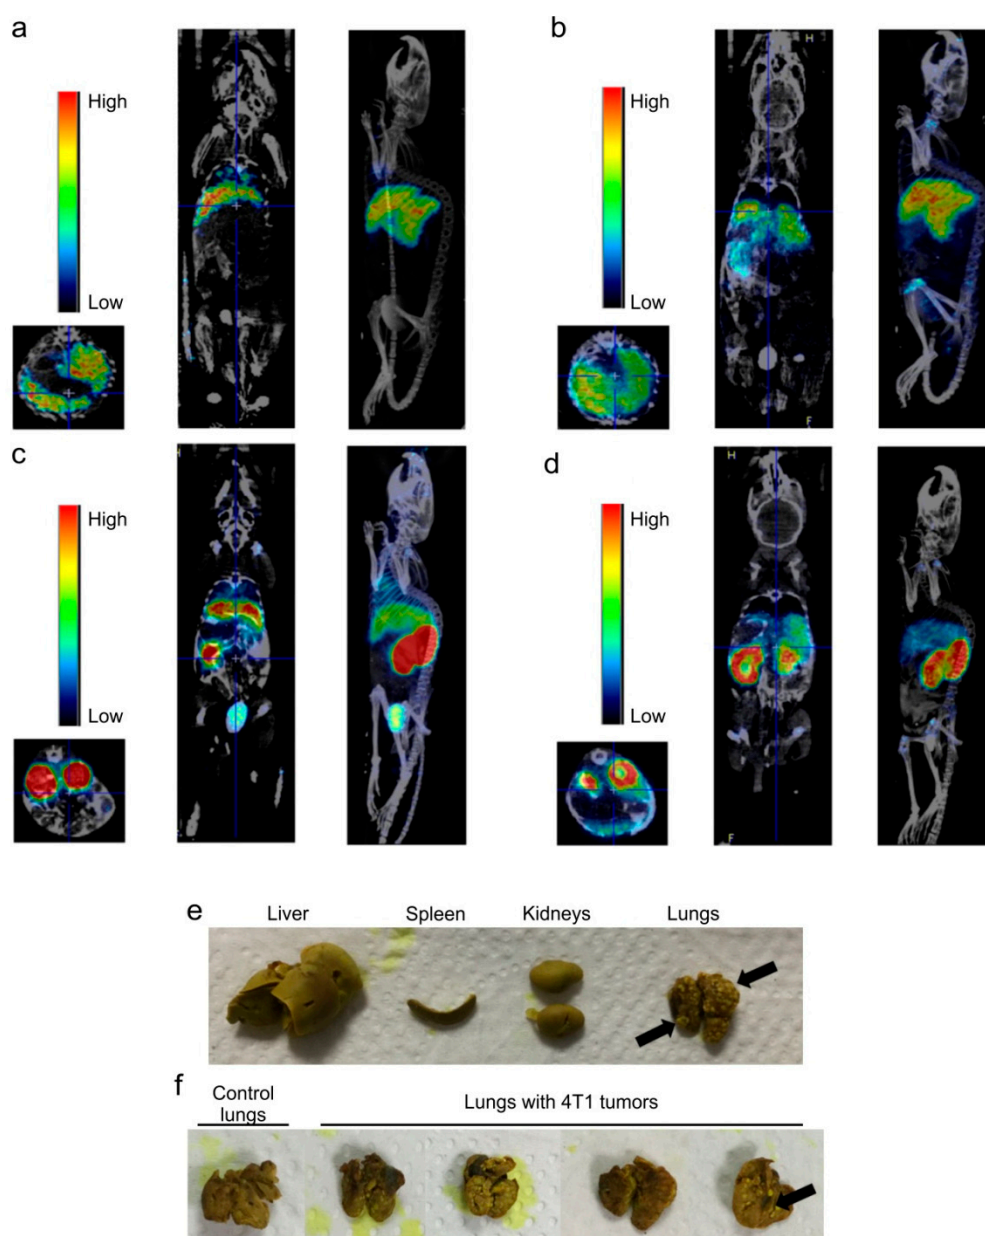 a
b
High
Low
High
Low
H
F
c
d
High
Low
High
Low
H
H
F
e
Liver Spleen Kidneys Lungs
f
Control
lungs
Lungs with 4T1 tumors